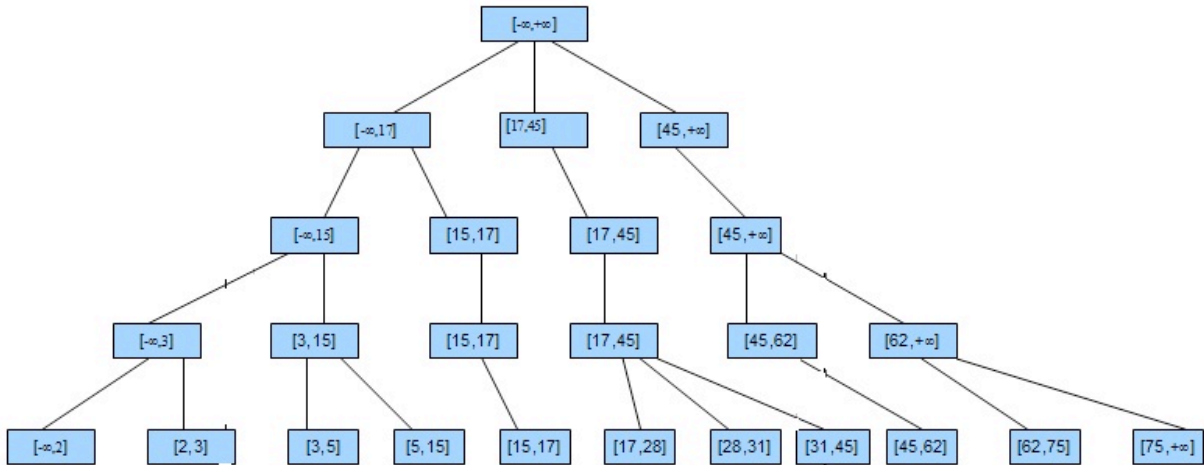 [-∞,+∞]
[-∞,17] [17,45] [45,+∞]
[-∞,15] [15,17] [17,45] [45,+∞]
[-∞,3] [3,15] [15,17] [17,45] [45,62] [62,+∞]
[-∞,2] [2,3] [3,5] [5,15] [15,17] [17,28] [28,31] [31,45] [45,62] [62,75] [75,+∞]